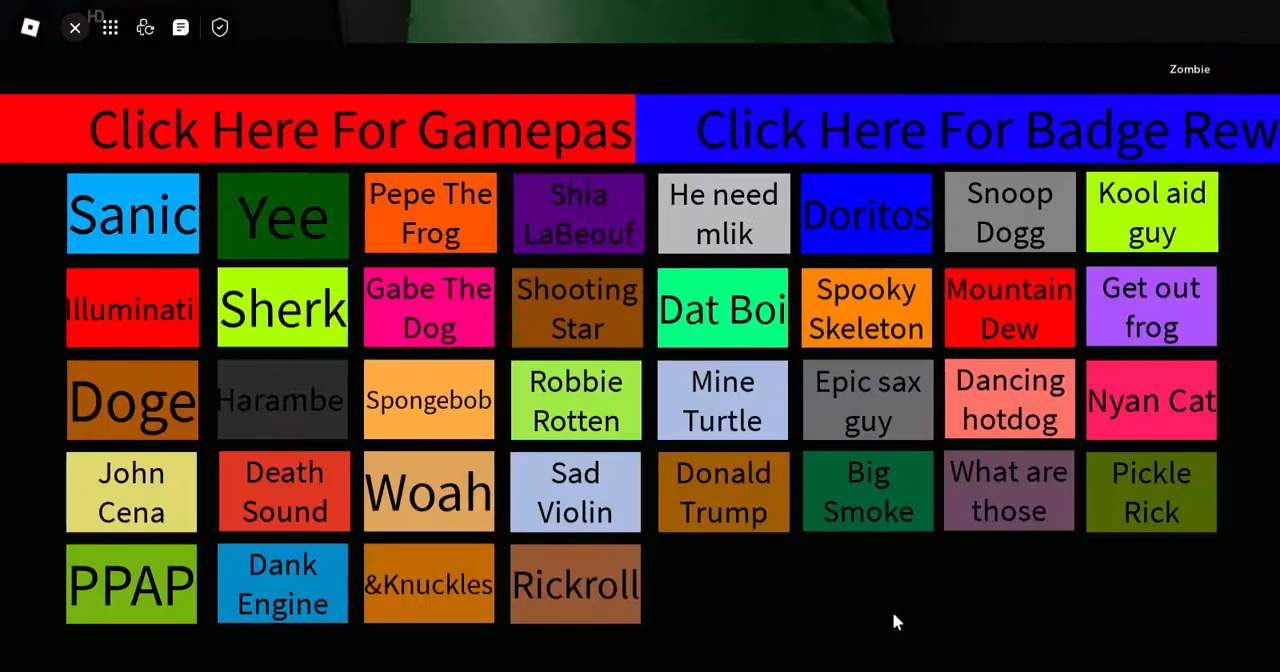 HD
Zombie
Click Here For Gamepas
Click Here For Badge Rew
Sanic
Yee
Pepe The
Frog
Shia
LaBeouf
He need
mlik
Doritos
Snoop
Dogg
Kool aid
guy
Illuminati
Sherk
Gabe The
Dog
Shooting
Star
Dat Boi
Spooky
Skeleton
Mountain
Dew
Get out
frog
Doge
Harambe
Spongebob
Robbie
Rotten
Mine
Turtle
Epic sax
guy
Dancing
hotdog
Nyan Cat
John
Cena
Death
Sound
Woah
Sad
Violin
Donald
Trump
Big
Smoke
What are
those
Pickle
Rick
PPAP
Dank
Engine
&Knuckles
Rickroll